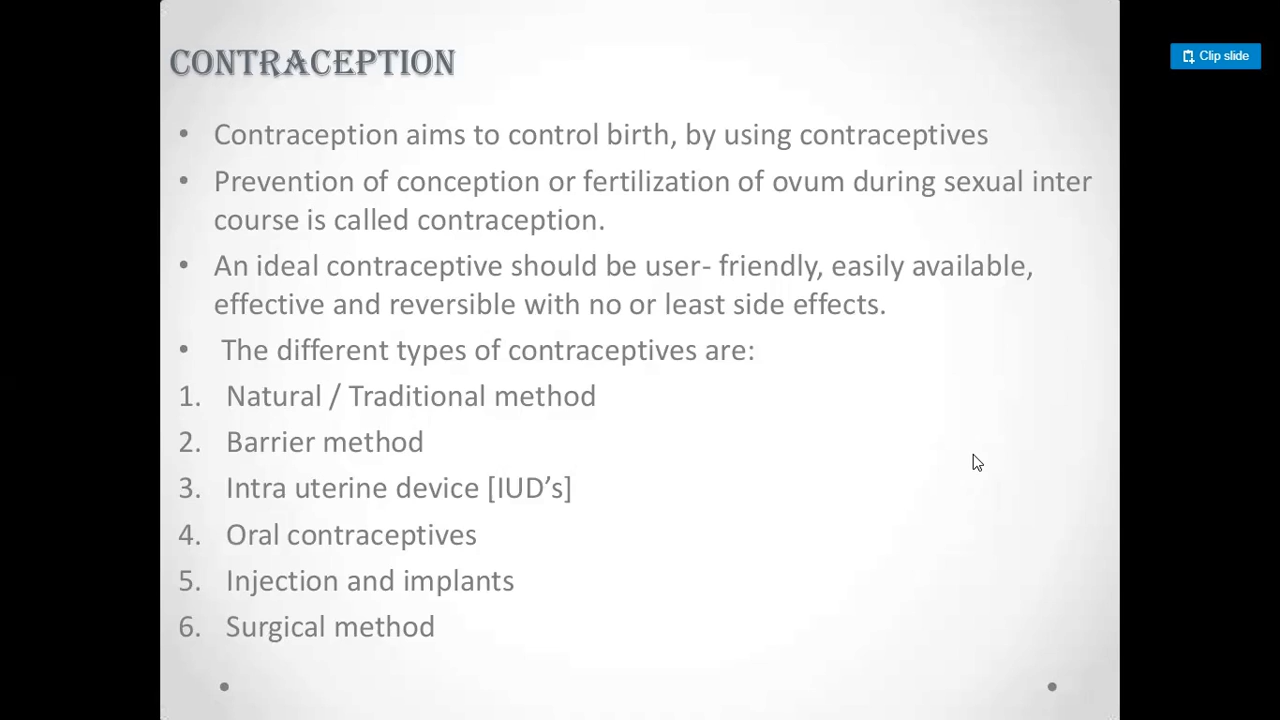 CONTRACEPTION
Clip slide
• Contraception aims to control birth, by using contraceptives
• Prevention of conception or fertilization of ovum during sexual inter
course is called contraception.
• An ideal contraceptive should be user- friendly, easily available,
effective and reversible with no or least side effects.
• The different types of contraceptives are:
1. Natural / Traditional method
2. Barrier method
3. Intra uterine device [IUD’s]
4. Oral contraceptives
5. Injection and implants
6. Surgical method